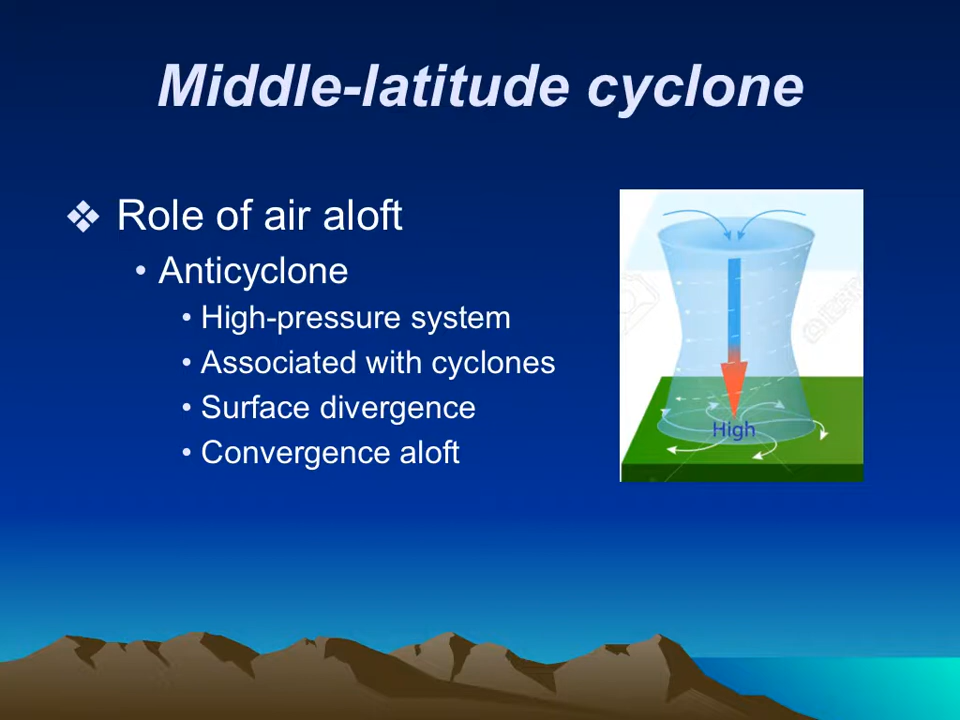 Middle-latitude cyclone
❖ Role of air aloft
• Anticyclone
• High-pressure system
• Associated with cyclones
• Surface divergence
• Convergence aloft
High